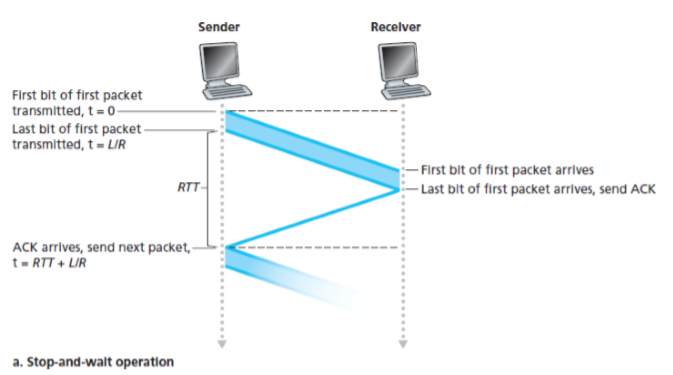 Sender
Receiver
First bit of first packet
transmitted, t = 0
Last bit of first packet
transmitted, t = L/R
First bit of first packet arrives
Last bit of first packet arrives, send ACK
RTT
ACK arrives, send next packet,
t = RTT + L/R
a. Stop-and-wait operation